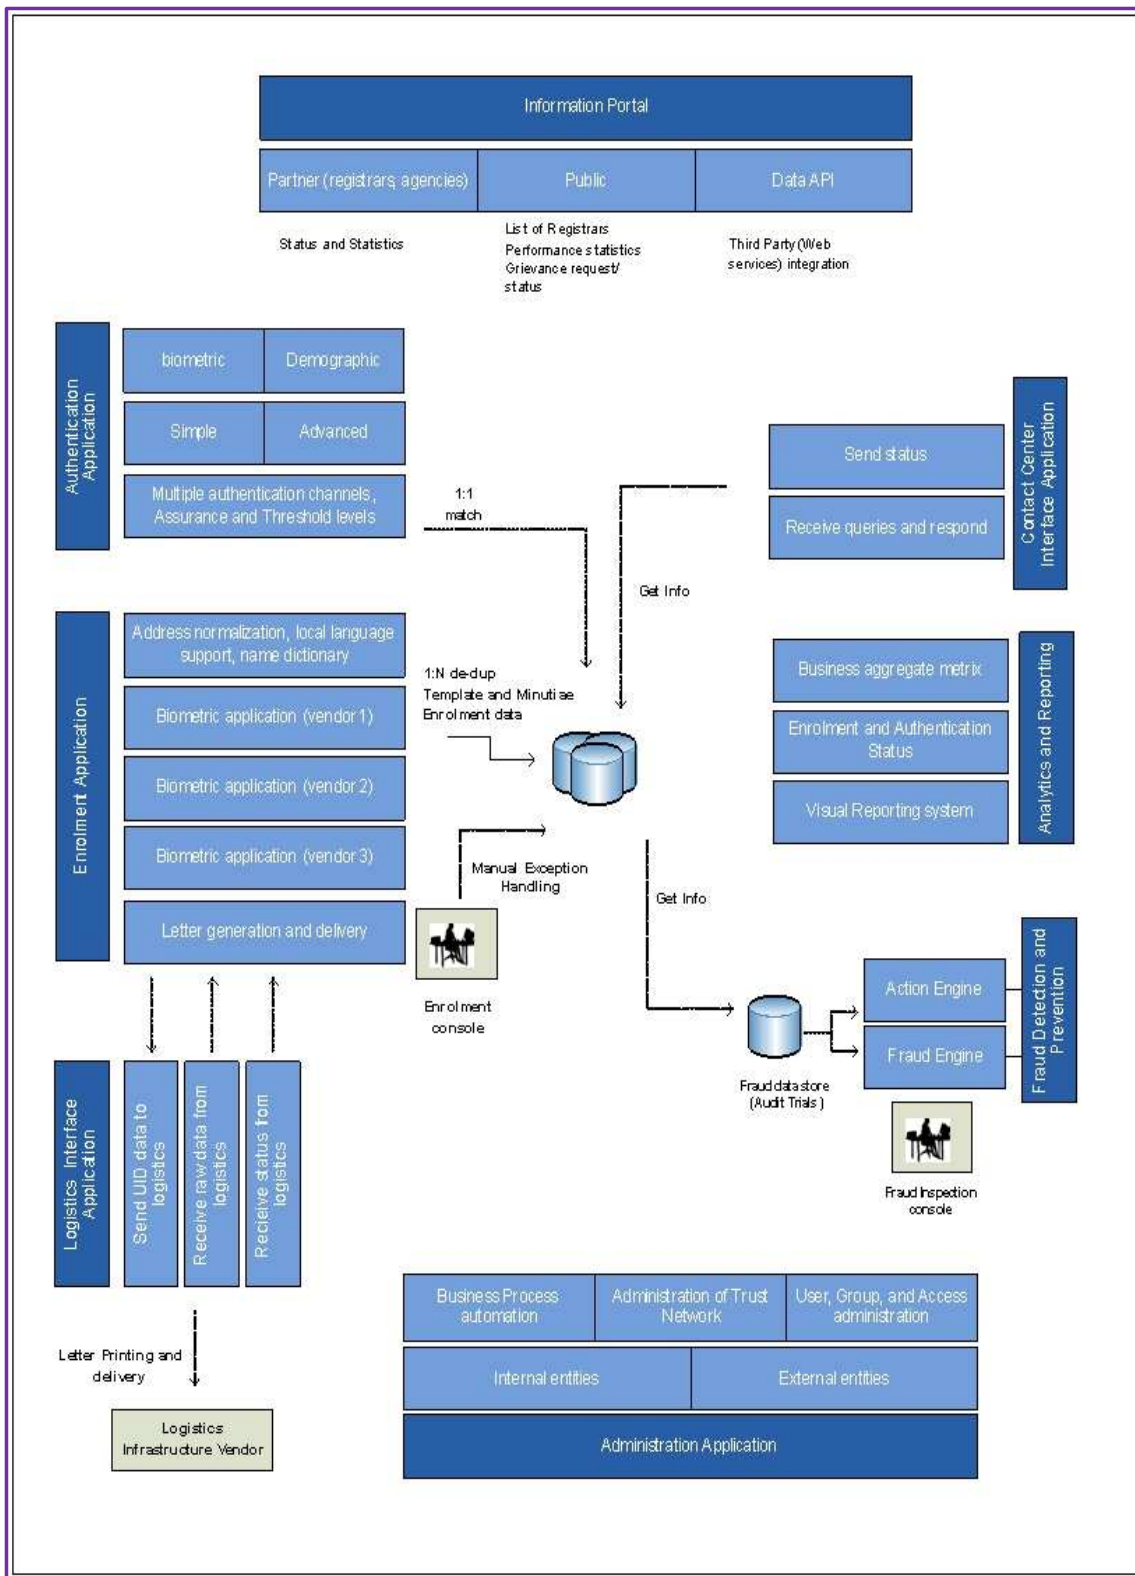 Information Portal
Partner (registrars, agencies)
Public
Data API
Status and Statistics
List of Registrars
Performance statistics
Grievance request/
status
Third Party (Web
services) integration
Authentication
Application
biometric
Demographic
Simple
Advanced
Multiple authentication channels,
Assurance and Threshold levels
1:1
match
Send status
Receive queries and respond
Contact Center
Interface Application
Get Info
Enrolment Application
Address normalization, local language
support, name dictionary
Biometric application (vendor 1)
Biometric application (vendor 2)
Biometric application (vendor 3)
Letter generation and delivery
1:N de-dup
Template and Minutiae
Enrolment data
Manual Exception
Handling
Enrolment
console
Business aggregate metrix
Enrolment and Authentication
Status
Visual Reporting system
Analytics and Reporting
Get Info
Fraud data store
(Audit Trials)
Action Engine
Fraud Engine
Fraud Detection and
Prevention
Fraud Inspection
console
Logistics Interface
Application
Send UID data to
logistics
Receive raw data from
logistics
Recieive status from
logistics
Letter Printing and
delivery
Logistics
Infrastructure Vendor
Business Process
automation
Administration of Trust
Network
User, Group, and Access
administration
Internal entities
External entities
Administration Application